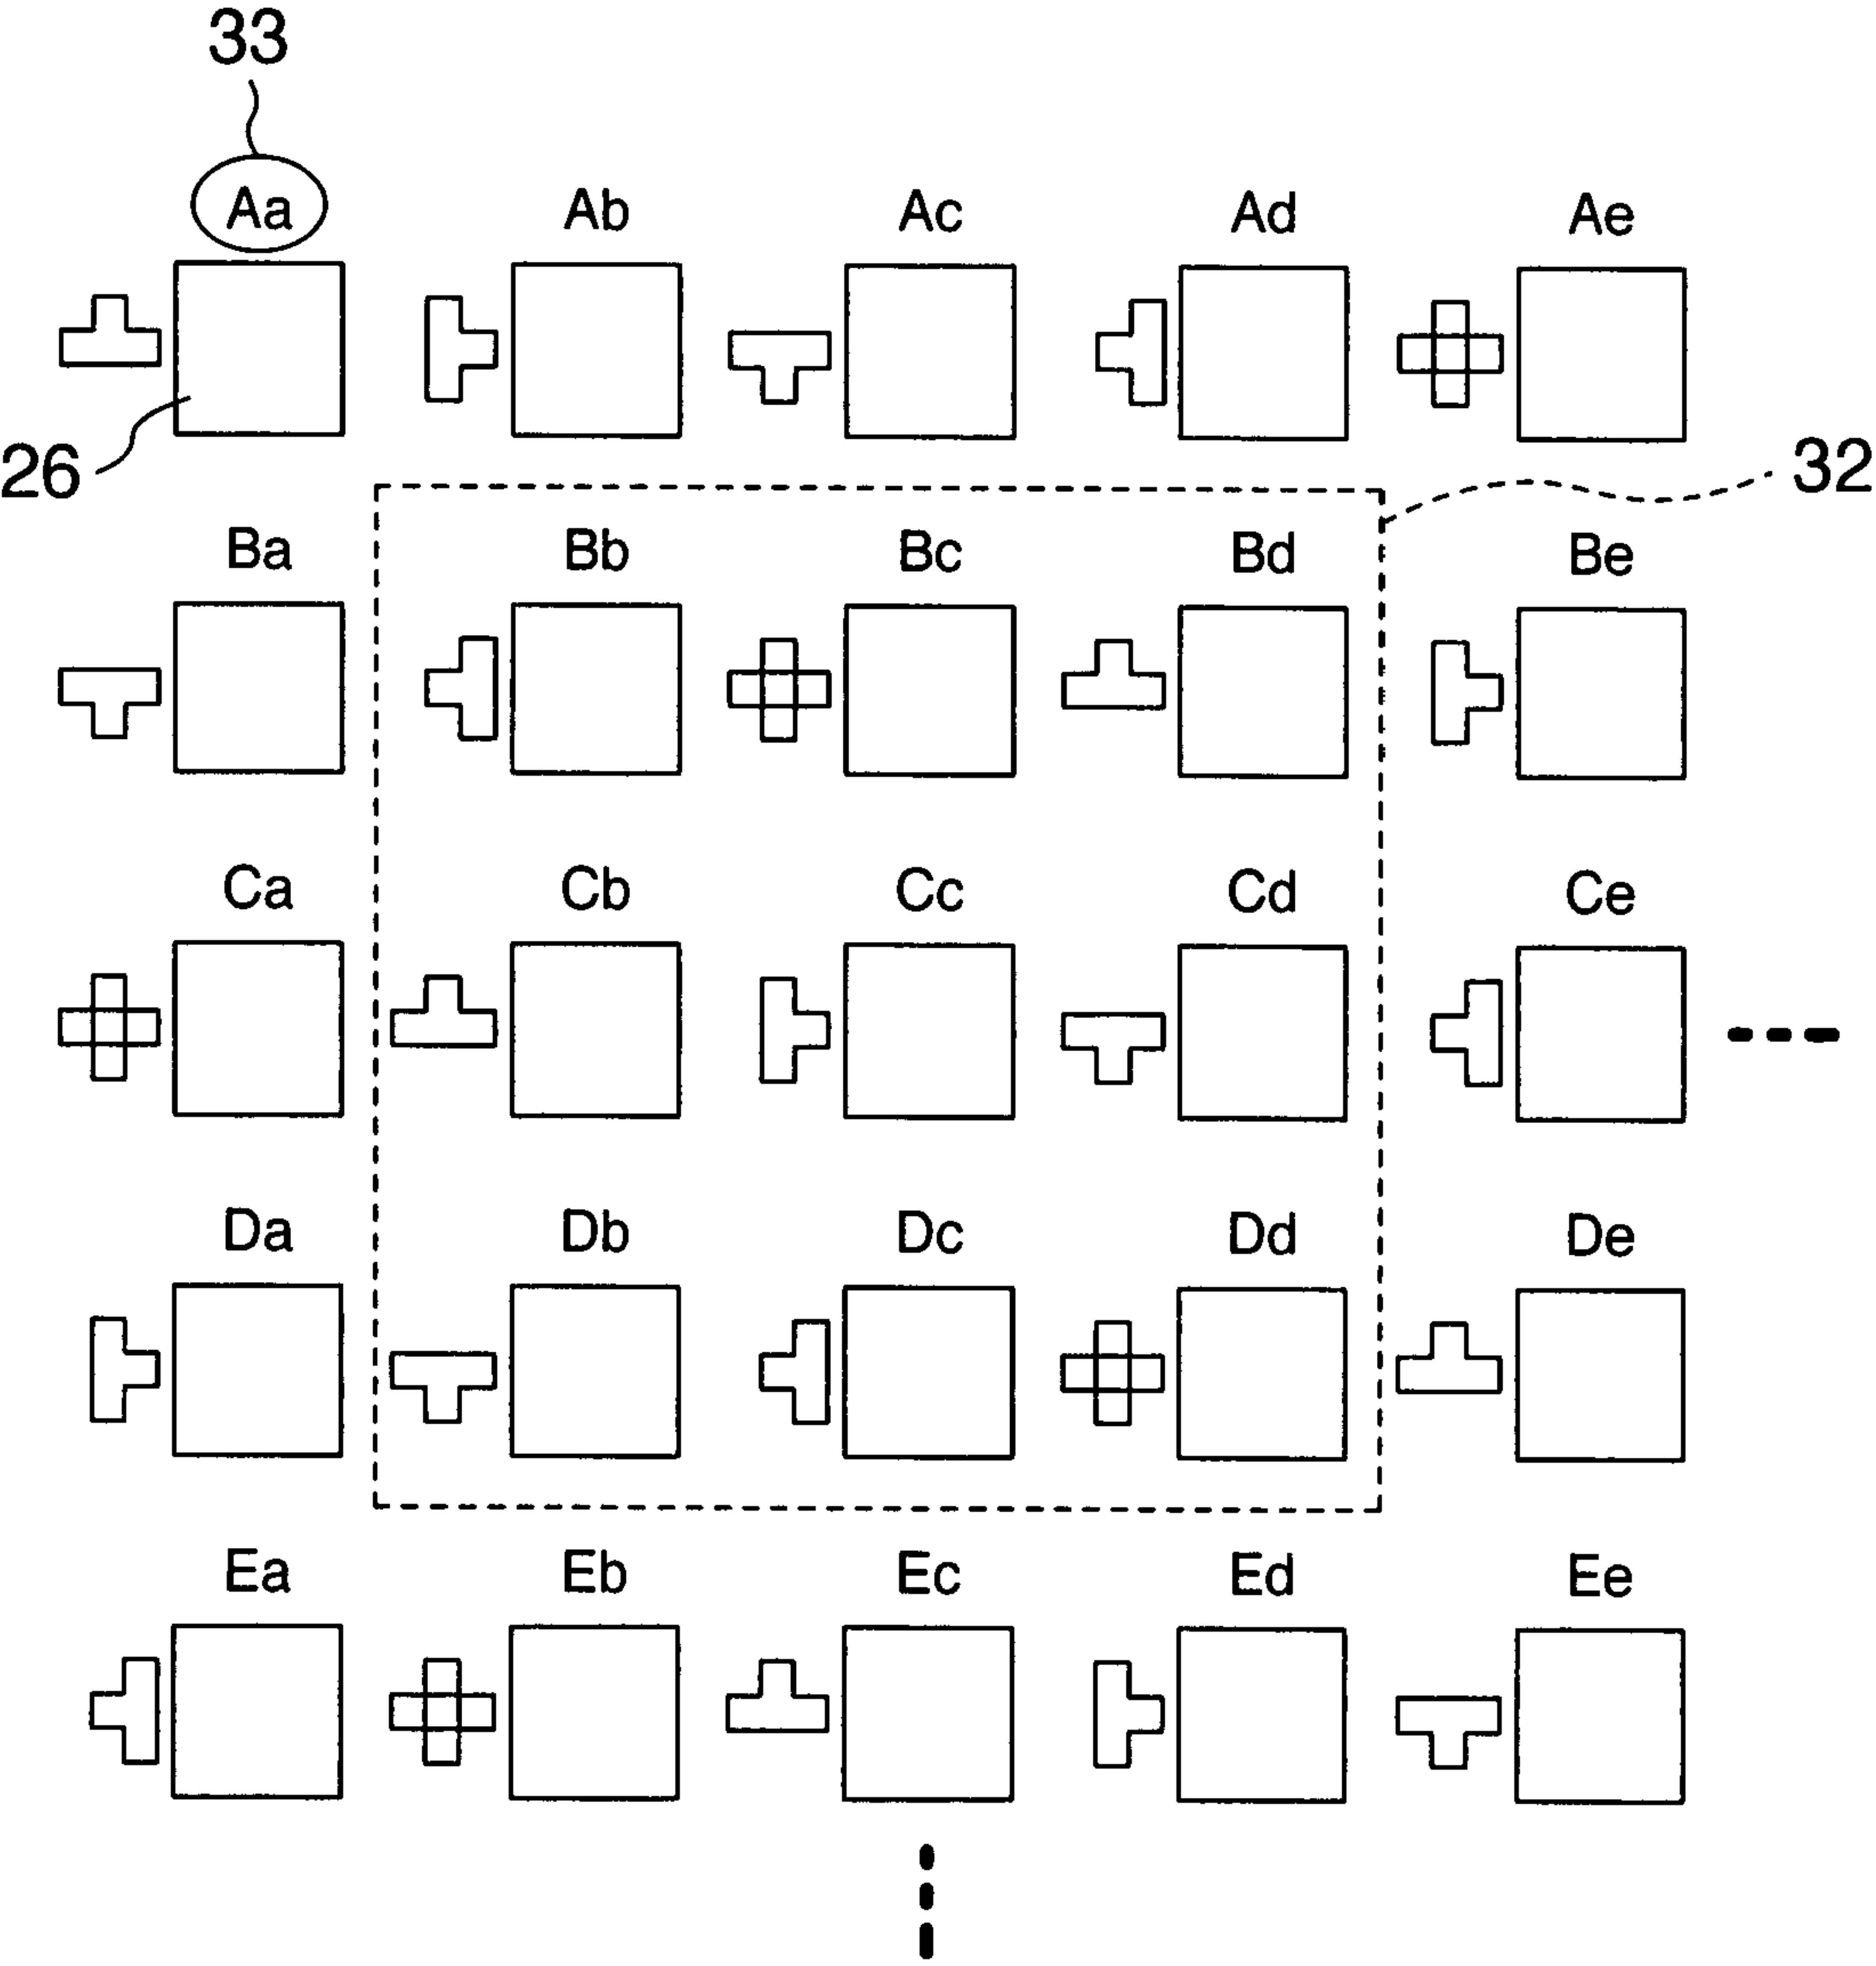 33
Aa Ab Ac Ad Ae
26
32
Ba Bb Bc Bd Be
Ca Cb Cc Cd Ce
Da Db Dc Dd De
Ea Eb Ec Ed Ee